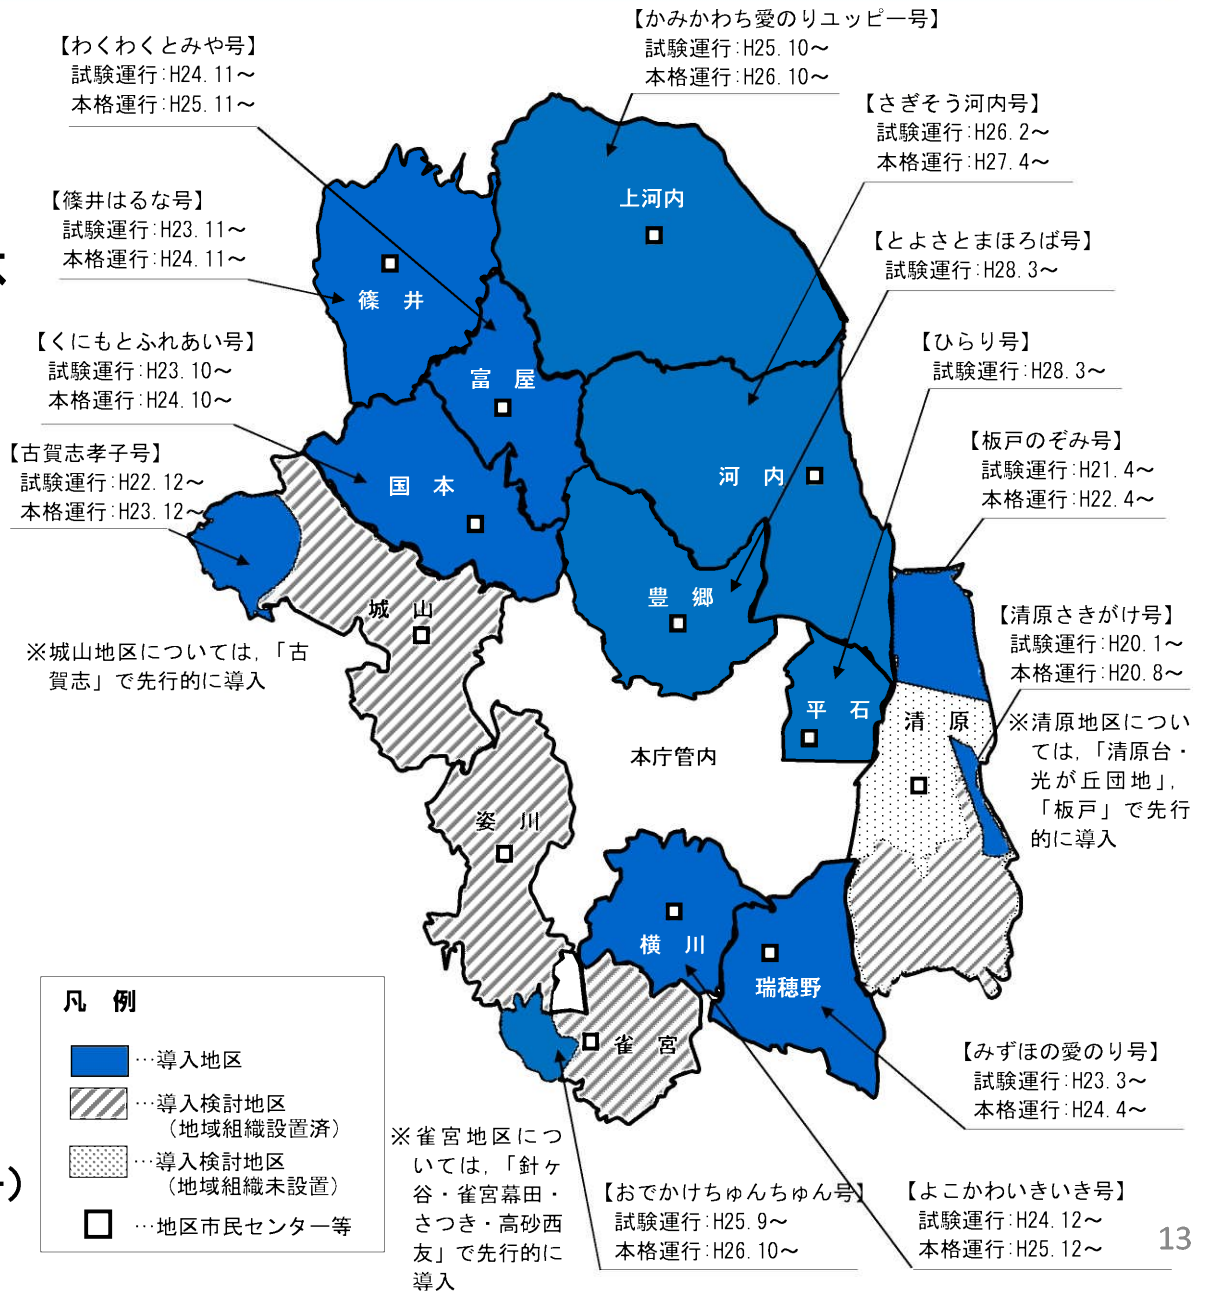 【わくわくとみや号】
試験運行:H24.11～
本格運行:H25.11～
【かみかわち愛のりユッピー号】
試験運行:H25.10～
本格運行:H26.10～
【さぎそう河内号】
試験運行:H26.2～
本格運行:H27.4～
【篠井はるな号】
試験運行:H23.11～
本格運行:H24.11～
【とよさとまほろば号】
試験運行:H28.3～
【くにもとふれあい号】
試験運行:H23.10～
本格運行:H24.10～
【ひらり号】
試験運行:H28.3～
【古賀志孝子号】
試験運行:H22.12～
本格運行:H23.12～
【板戸のぞみ号】
試験運行:H21.4～
本格運行:H22.4～
【清原さきがけ号】
試験運行:H20.1～
本格運行:H20.8～
※城山地区については,「古
賀志」で先行的に導入
※清原地区につい
ては,「清原台・
光が丘団地」,
「板戸」で先行
的に導入
上河内
篠 井
富 屋
国 本
河 内
城 山
豊 郷
平 石
清 原
本庁管内
姿 川
横 川
瑞穂野
雀 宮
凡 例
…導入地区
…導入検討地区
（地域組織設置済）
…導入検討地区
（地域組織未設置）
…地区市民センター等
※雀宮地区につ
いては,「針ヶ
谷・雀宮幕田・
さつき・高砂西
友」で先行的に
導入
【みずほの愛のり号】
試験運行:H23.3～
本格運行:H24.4～
【おでかけちゅんちゅん号】
試験運行:H25.9～
本格運行:H26.10～
【よこかわいきいき号】
試験運行:H24.12～
本格運行:H25.12～
13